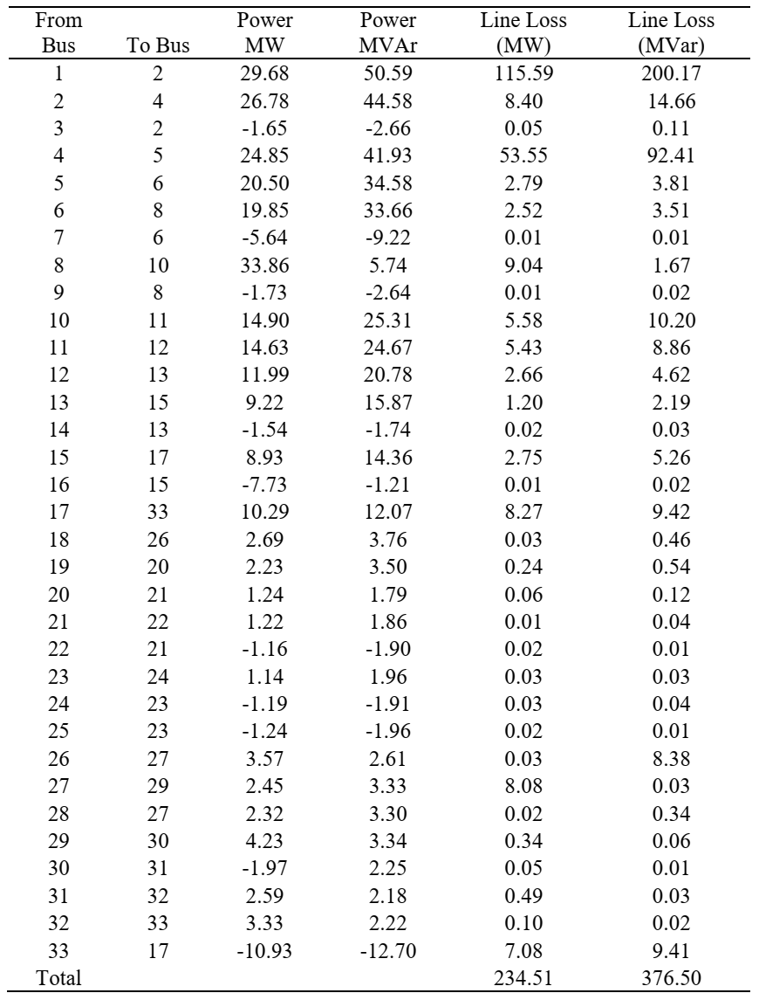 From Power Power Line Loss Line Loss
Bus To Bus MW MVAr (MW) (MVar)
1 2 29.68 50.59 115.59 200.17
2 4 26.78 44.58 8.40 14.66
3 2 -1.65 -2.66 0.05 0.11
4 5 24.85 41.93 53.55 92.41
5 6 20.50 34.58 2.79 3.81
6 8 19.85 33.66 2.52 3.51
7 6 -5.64 -9.22 0.01 0.01
8 10 33.86 5.74 9.04 1.67
9 8 -1.73 -2.64 0.01 0.02
10 11 14.90 25.31 5.58 10.20
11 12 14.63 24.67 5.43 8.86
12 13 11.99 20.78 2.66 4.62
13 15 9.22 15.87 1.20 2.19
14 13 -1.54 -1.74 0.02 0.03
15 17 8.93 14.36 2.75 5.26
16 15 -7.73 -1.21 0.01 0.02
17 33 10.29 12.07 8.27 9.42
18 26 2.69 3.76 0.03 0.46
19 20 2.23 3.50 0.24 0.54
20 21 1.24 1.79 0.06 0.12
21 22 1.22 1.86 0.01 0.04
22 21 -1.16 -1.90 0.02 0.01
23 24 1.14 1.96 0.03 0.03
24 23 -1.19 -1.91 0.03 0.04
25 23 -1.24 -1.96 0.02 0.01
26 27 3.57 2.61 0.03 8.38
27 29 2.45 3.33 8.08 0.03
28 27 2.32 3.30 0.02 0.34
29 30 4.23 3.34 0.34 0.06
30 31 -1.97 2.25 0.05 0.01
31 32 2.59 2.18 0.49 0.03
32 33 3.33 2.22 0.10 0.02
33 17 -10.93 -12.70 7.08 9.41
Total 234.51 376.50